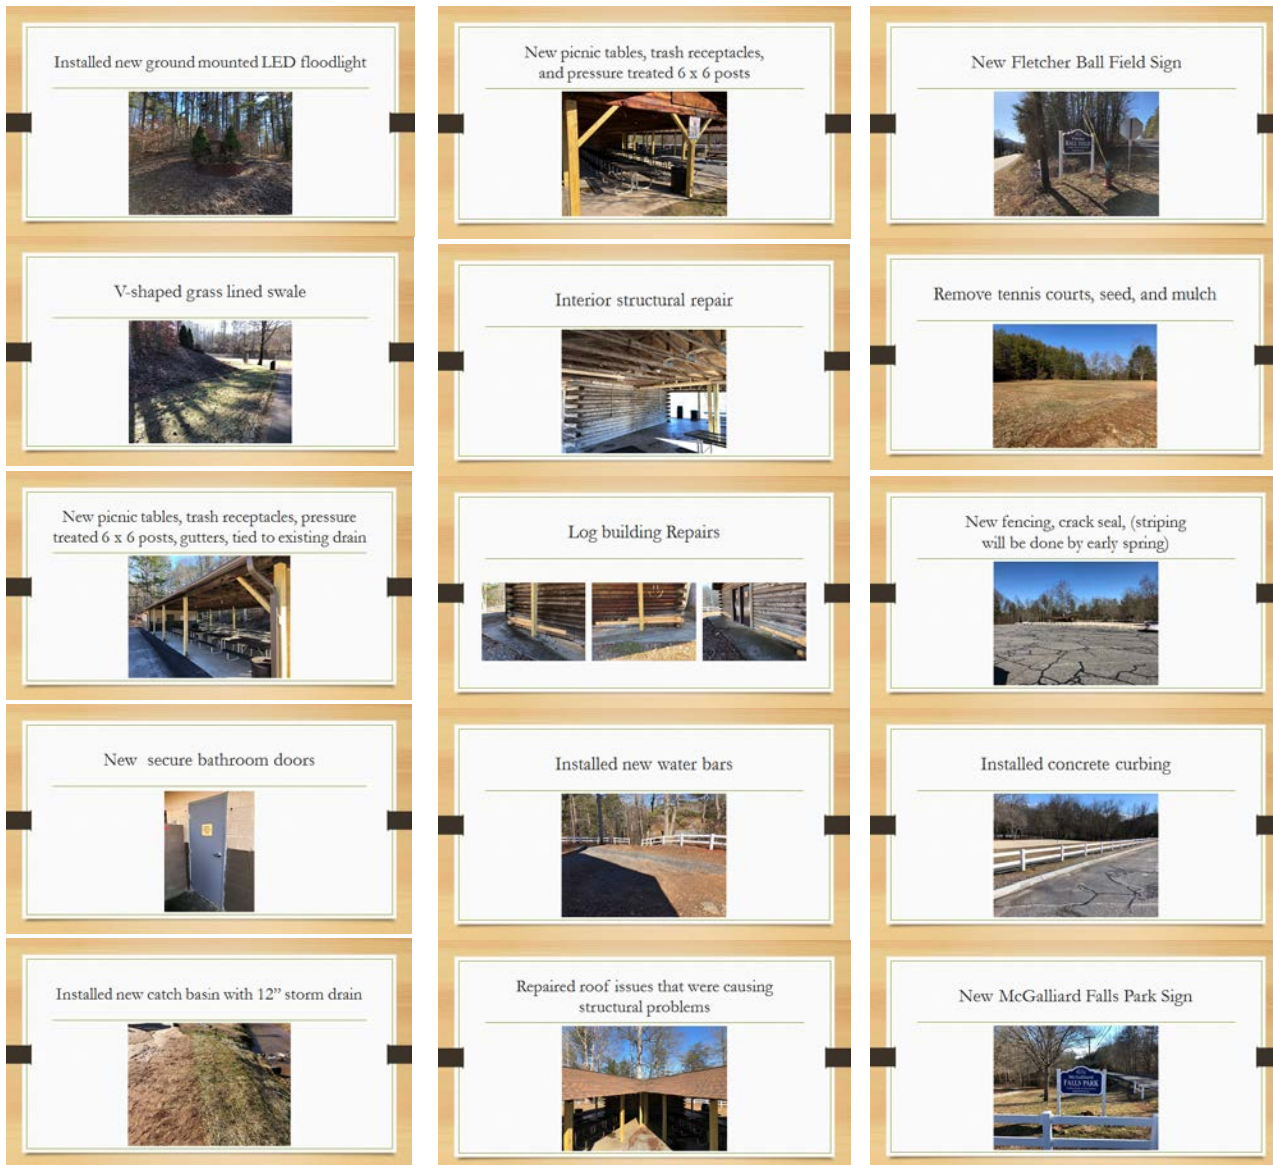 Installed new ground mounted LED floodlight
New picnic tables, trash receptacles,
and pressure treated 6 x 6 posts
New Fletcher Ball Field Sign
BALL FIELD
V-shaped grass lined swale
Interior structural repair
Remove tennis courts, seed, and mulch
New picnic tables, trash receptacles, pressure
treated 6 x 6 posts, gutters, tied to existing drain
Log building Repairs
New fencing, crack seal, (striping
will be done by early spring)
New  secure bathroom doors
Installed new water bars
Installed concrete curbing
Installed new catch basin with 12” storm drain
Repaired roof issues that were causing
structural problems
New McGalliard Falls Park Sign
McGalliard
FALLS PARK